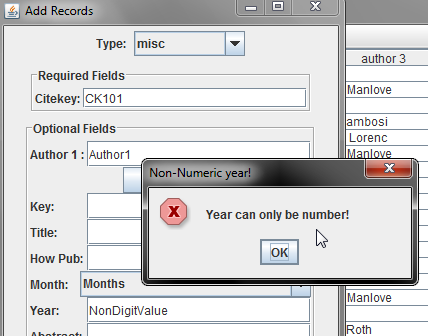 Add Records
Type: misc
Required Fields
Citekey: CK101
Optional Fields
Author 1 : Author1
Key:
Title:
How Pub:
Month: Months
Year: NonDigitValue
Non-Numeric year!
X
Year can only be number!
OK
author 3
Manlove
ambosi
Lorenc
Manlove
Manlove
Roth